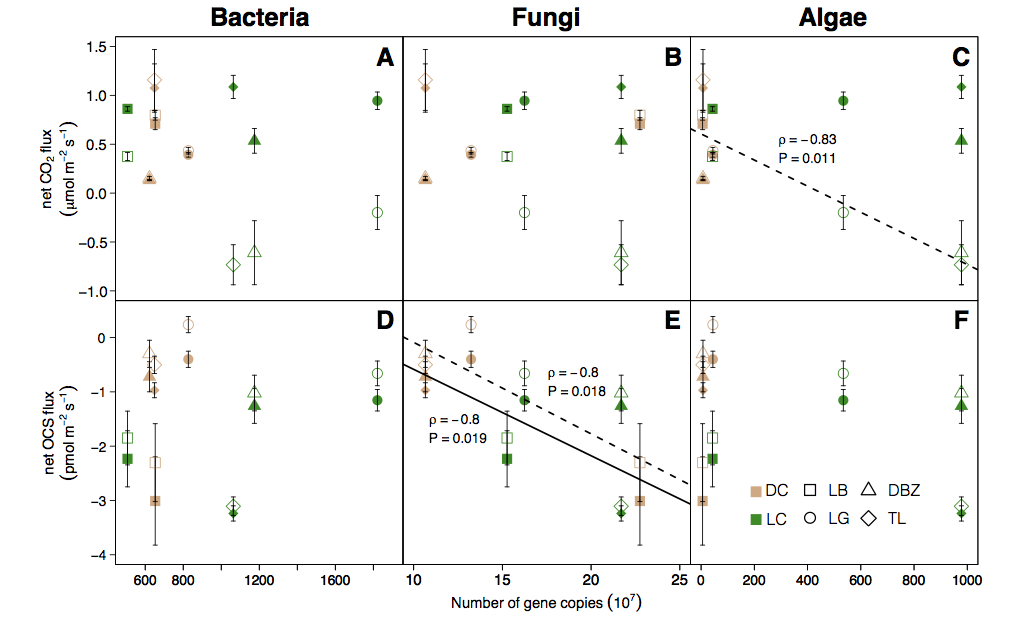 Bacteria Fungi Algae
A B C
net CO₂ flux
(μmol m⁻² s⁻¹)
1.5
1.0
0.5
0.0
−0.5
−1.0
ρ = −0.83
P = 0.011
D E F
net OCS flux
(pmol m⁻² s⁻¹)
0
−1
−2
−3
−4
ρ = −0.8
P = 0.018
ρ = −0.8
P = 0.019
DC LB DBZ
LC LG TL
600 800 1200 1600 10 15 20 25 0 200 400 600 800 1000
Number of gene copies (10⁷)